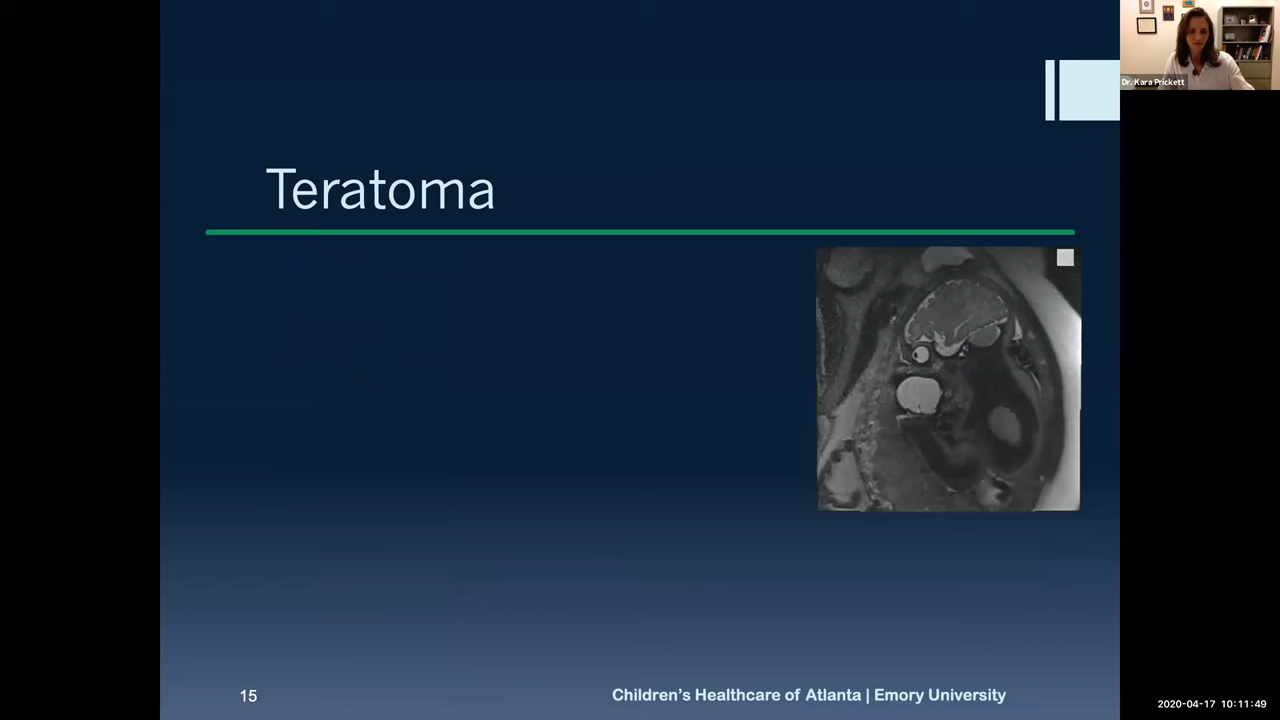 Dr. Kara Prickett
Teratoma
15
Children's Healthcare of Atlanta | Emory University
2020-04-17 10:11:49